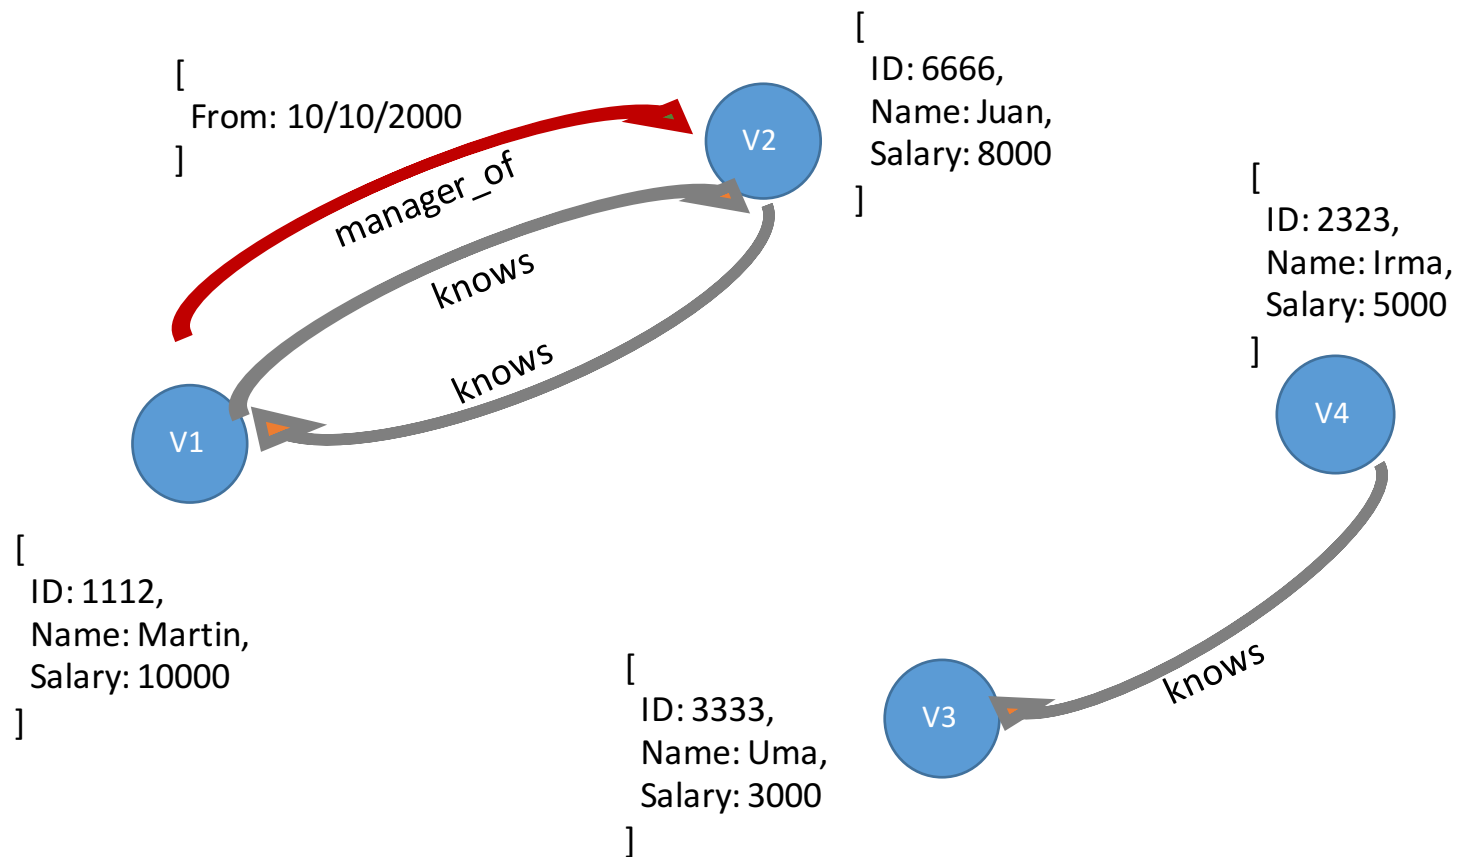 [
From: 10/10/2000
]
manager_of
knows
knows
V1
V2
[
ID: 6666,
Name: Juan,
Salary: 8000
]
[
ID: 2323,
Name: Irma,
Salary: 5000
]
V4
[
ID: 1112,
Name: Martin,
Salary: 10000
]
[
ID: 3333,
Name: Uma,
Salary: 3000
]
V3
knows